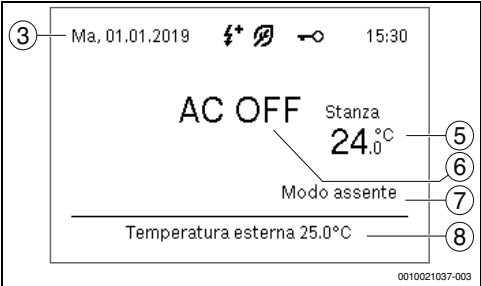 3 Ma, 01.01.2019 15:30
AC OFF
Stanza
24.0°C 5
6
Modo assente 7
Temperatura esterna 25.0°C 8
0010021037-003